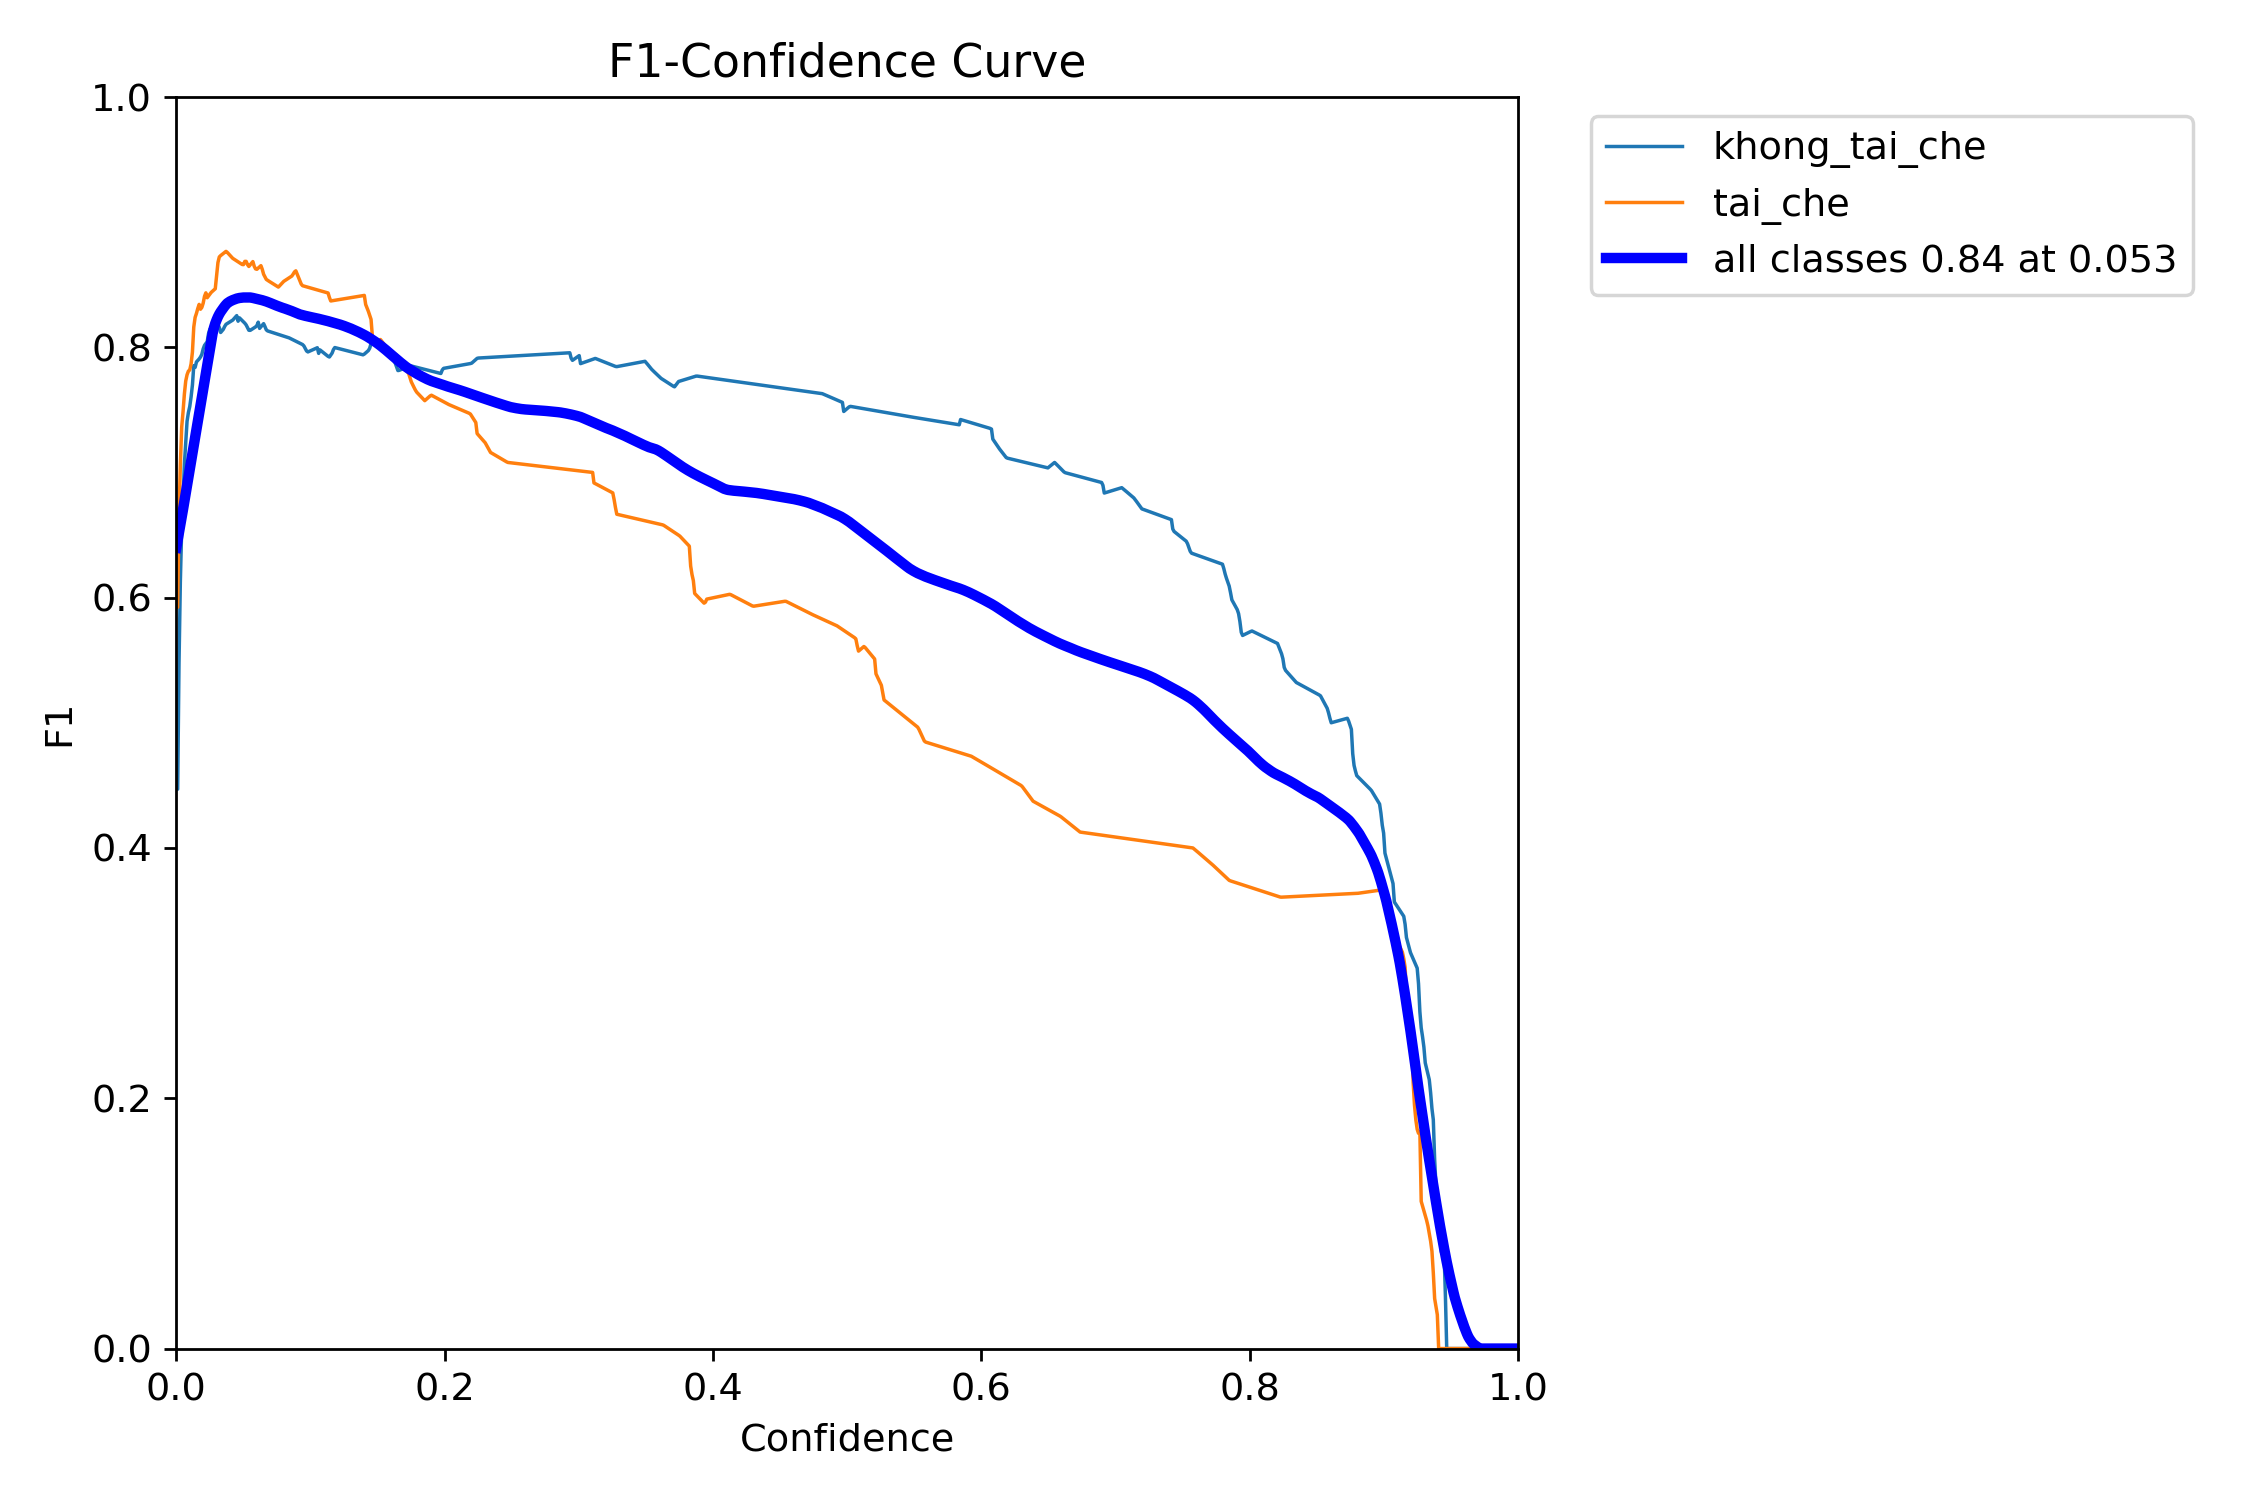 F1-Confidence Curve
1.0
0.8
0.6
0.4
0.2
0.0
F1
0.0 0.2 0.4 0.6 0.8 1.0
Confidence
khong_tai_che
tai_che
all classes 0.84 at 0.053